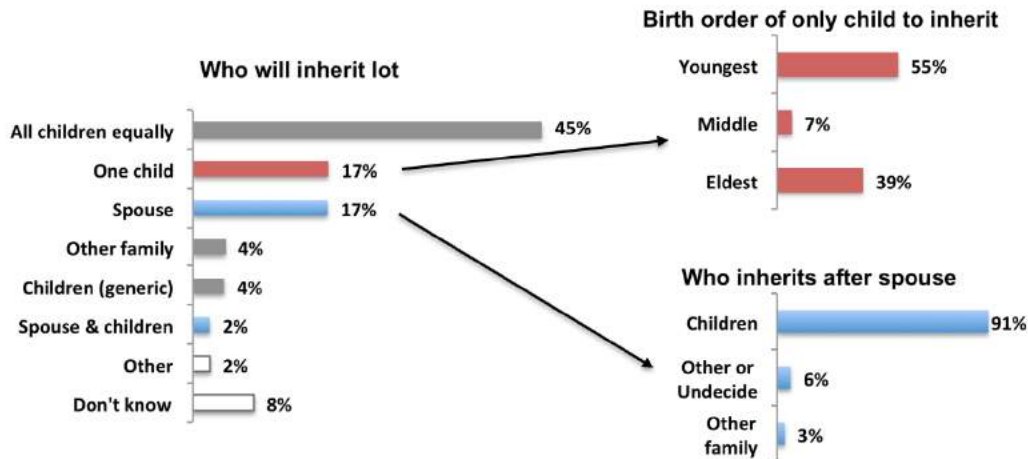 Who will inherit lot
All children equally 45%
One child 17%
Spouse 17%
Other family 4%
Children (generic) 4%
Spouse & children 2%
Other 2%
Don't know 8%
Birth order of only child to inherit
Youngest 55%
Middle 7%
Eldest 39%
Who inherits after spouse
Children 91%
Other or
Undecide 6%
Other
family 3%